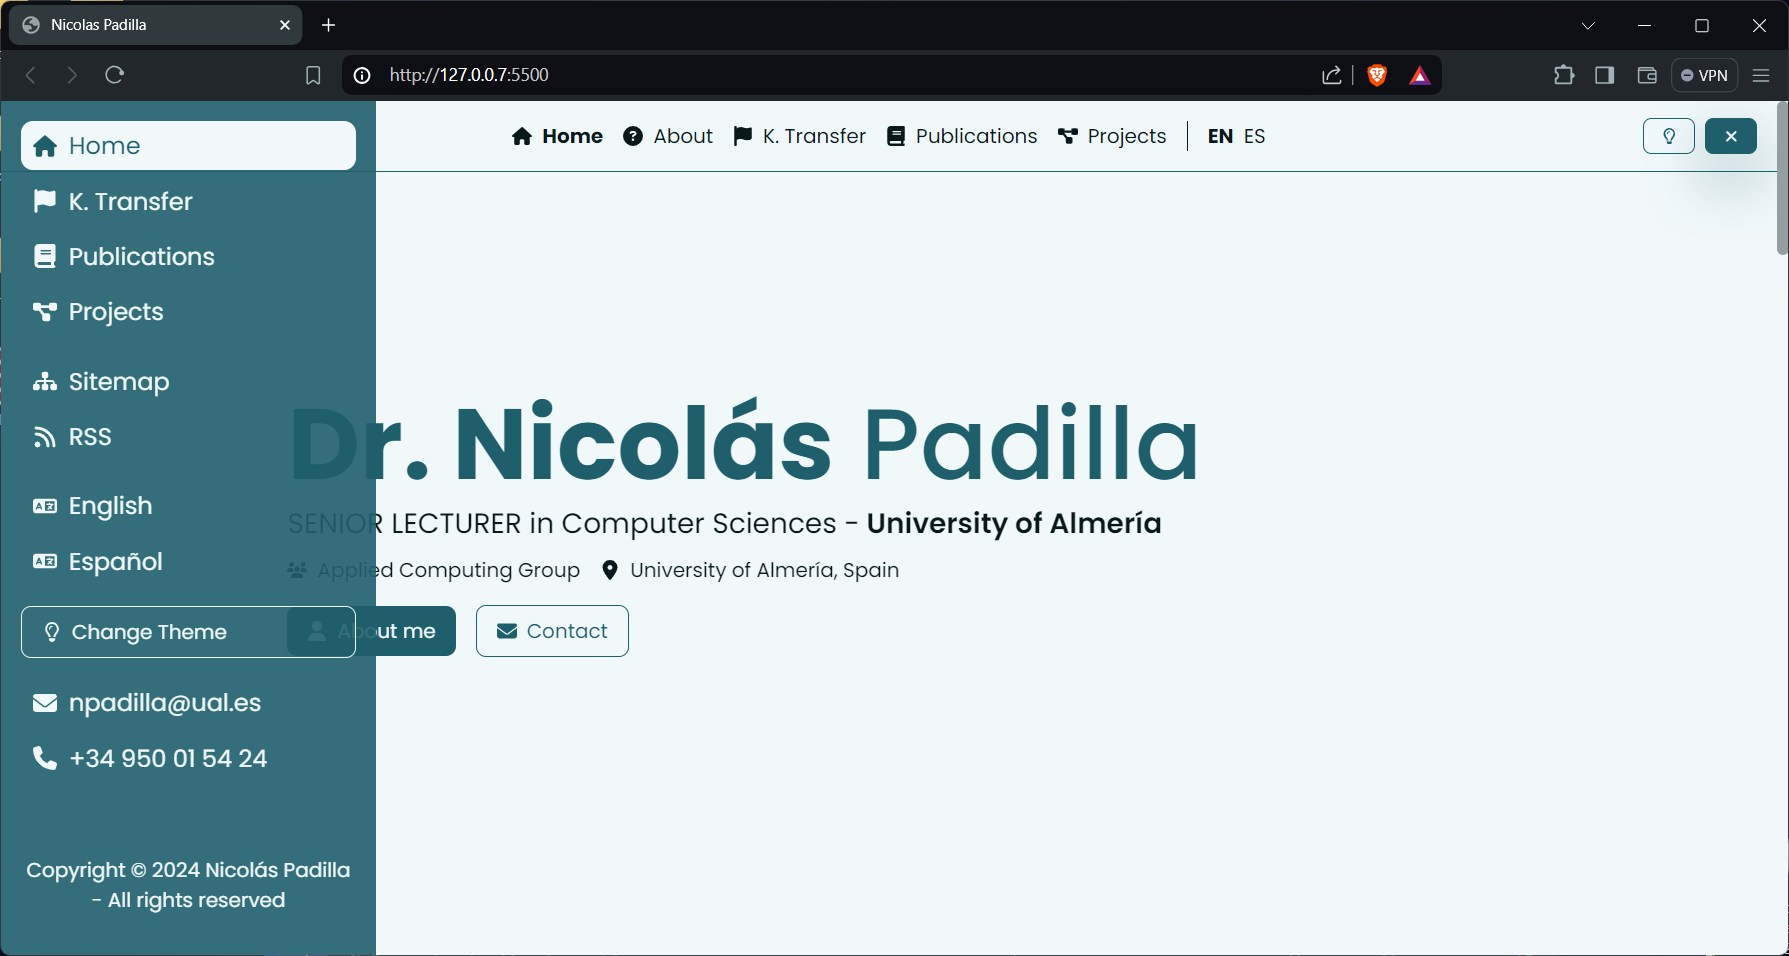 Nicolas Padilla
http://127.0.0.7:5500
VPN
Home
K. Transfer
Publications
Projects
Sitemap
RSS
English
Español
Change Theme
npadilla@ual.es
+34 950 01 54 24
Copyright © 2024 Nicolás Padilla
- All rights reserved
Home About K. Transfer Publications Projects EN ES
Dr. Nicolás Padilla
SENIOR LECTURER in Computer Sciences - University of Almería
Applied Computing Group University of Almería, Spain
About me Contact